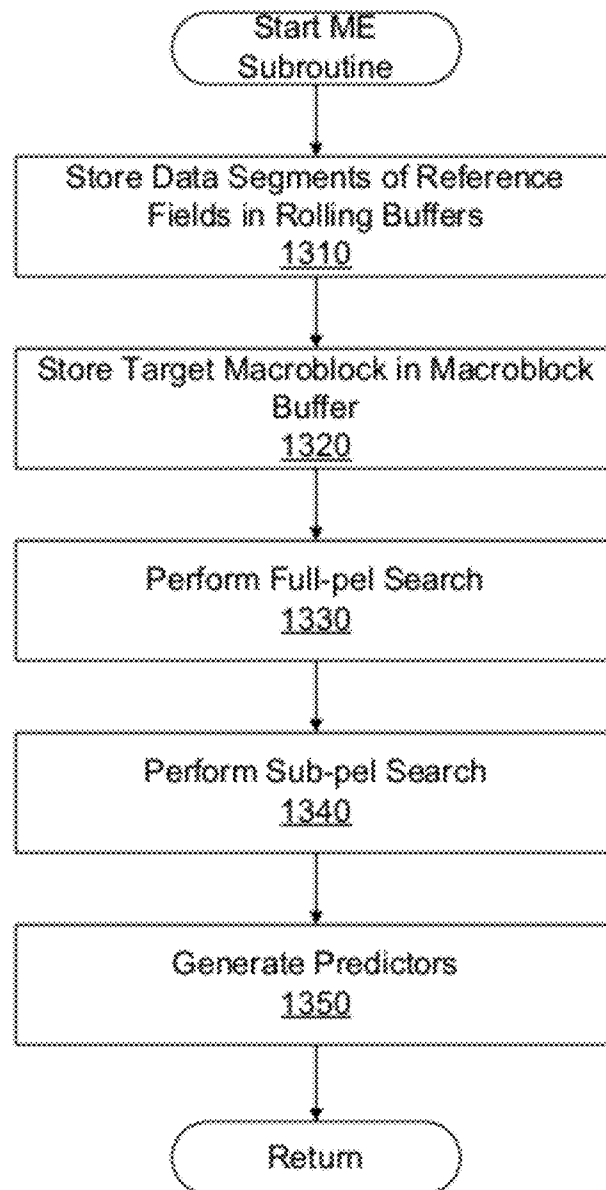 Start ME
Subroutine
Store Data Segments of Reference
Fields in Rolling Buffers
1310
Store Target Macroblock in Macroblock
Buffer
1320
Perform Full-pel Search
1330
Perform Sub-pel Search
1340
Generate Predictors
1350
Return